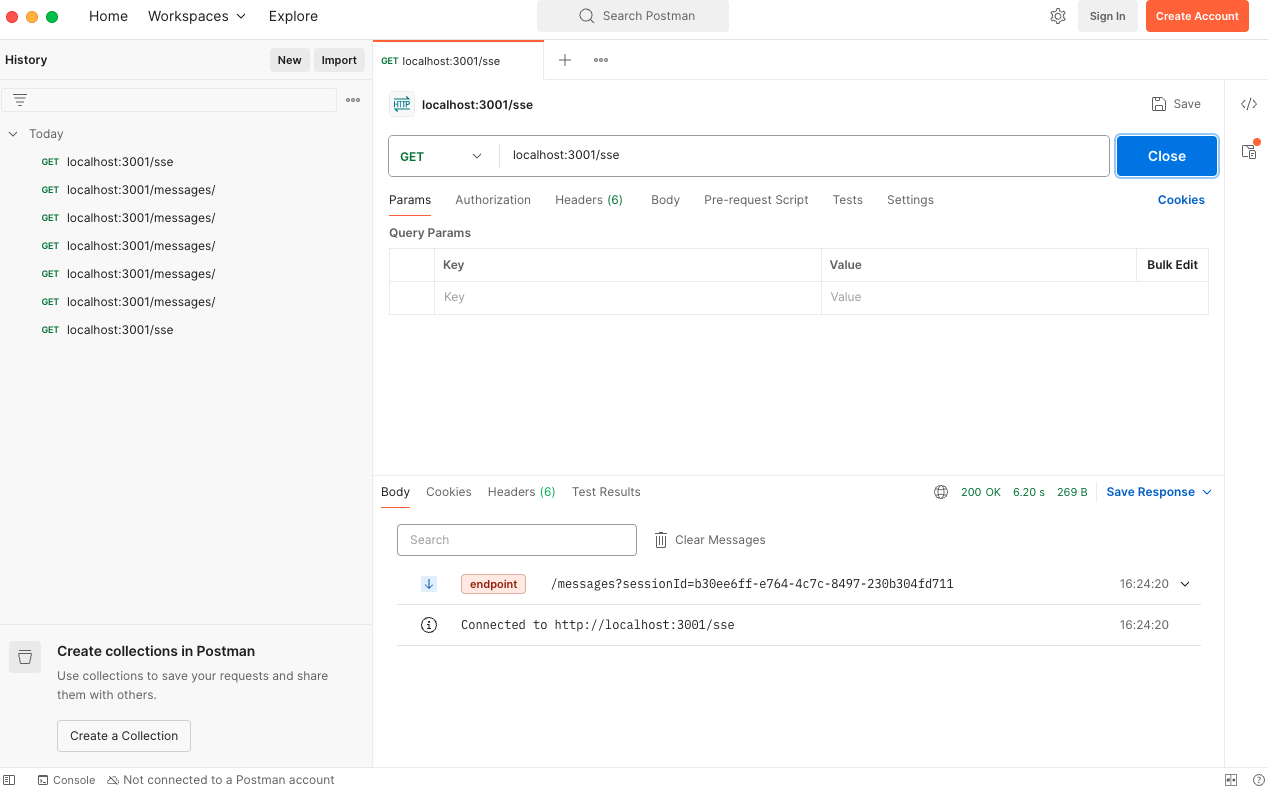 Home Workspaces Explore Search Postman Sign In Create Account
History New Import GET localhost:3001/sse
HTTP localhost:3001/sse Save
Today
GET localhost:3001/sse
GET localhost:3001/messages/
GET localhost:3001/messages/
GET localhost:3001/messages/
GET localhost:3001/messages/
GET localhost:3001/messages/
GET localhost:3001/sse
GET localhost:3001/sse Close
Params Authorization Headers (6) Body Pre-request Script Tests Settings Cookies
Query Params
Key Value Bulk Edit
Key Value
Body Cookies Headers (6) Test Results 200 OK 6.20 s 269 B Save Response
Search Clear Messages
endpoint /messages?sessionId=b30ee6ff-e764-4c7c-8497-230b304fd711 16:24:20
Connected to http://localhost:3001/sse 16:24:20
Create collections in Postman
Use collections to save your requests and share
them with others.
Create a Collection
Console Not connected to a Postman account